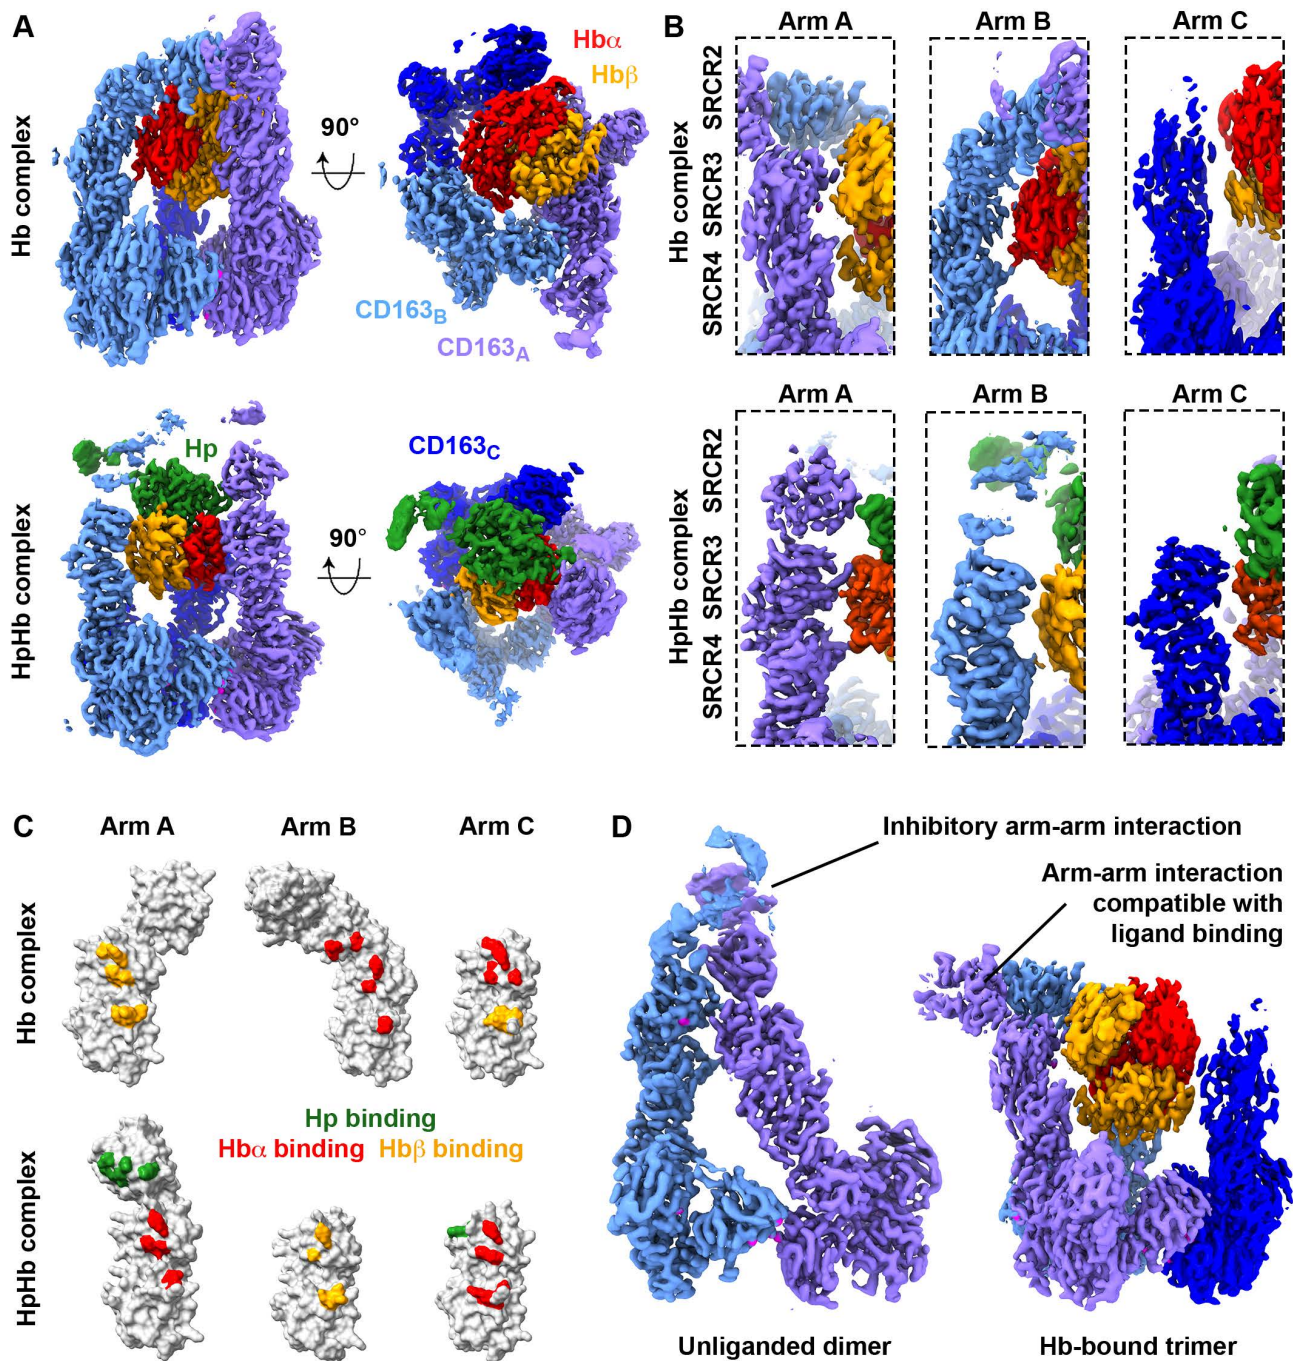 A
Hb complex
90°
Hbα
Hbβ
CD163B
CD163A
HpHb complex
Hp
90°
CD163C
B
Arm A
Arm B
Arm C
Hb complex
SRCR2
SRCR3
SRCR4
Arm A
Arm B
Arm C
HpHb complex
SRCR2
SRCR3
SRCR4
C
Arm A
Arm B
Arm C
Hb complex
Hp binding
Hbα binding Hbβ binding
HpHb complex
D
Inhibitory arm-arm interaction
Arm-arm interaction
compatible with
ligand binding
Unliganded dimer
Hb-bound trimer